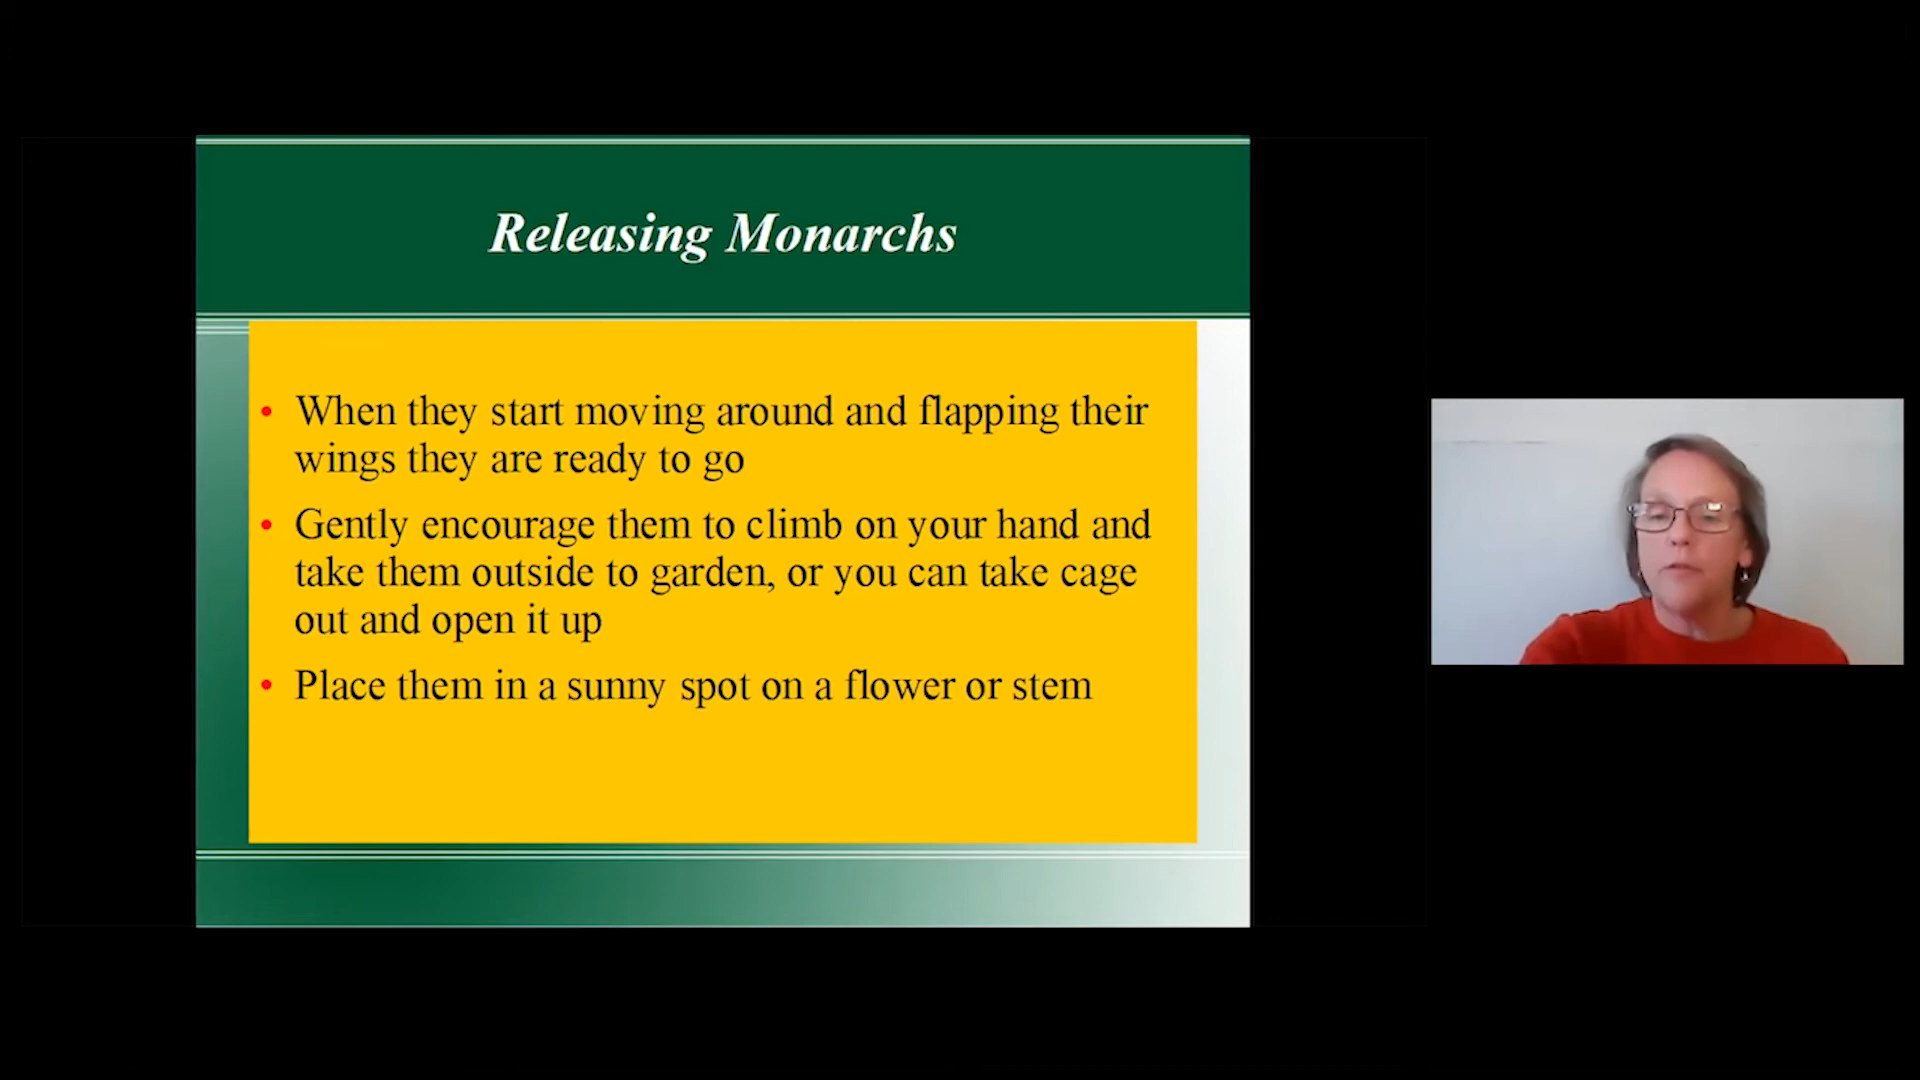 Releasing Monarchs
• When they start moving around and flapping their
wings they are ready to go
• Gently encourage them to climb on your hand and
take them outside to garden, or you can take cage
out and open it up
• Place them in a sunny spot on a flower or stem